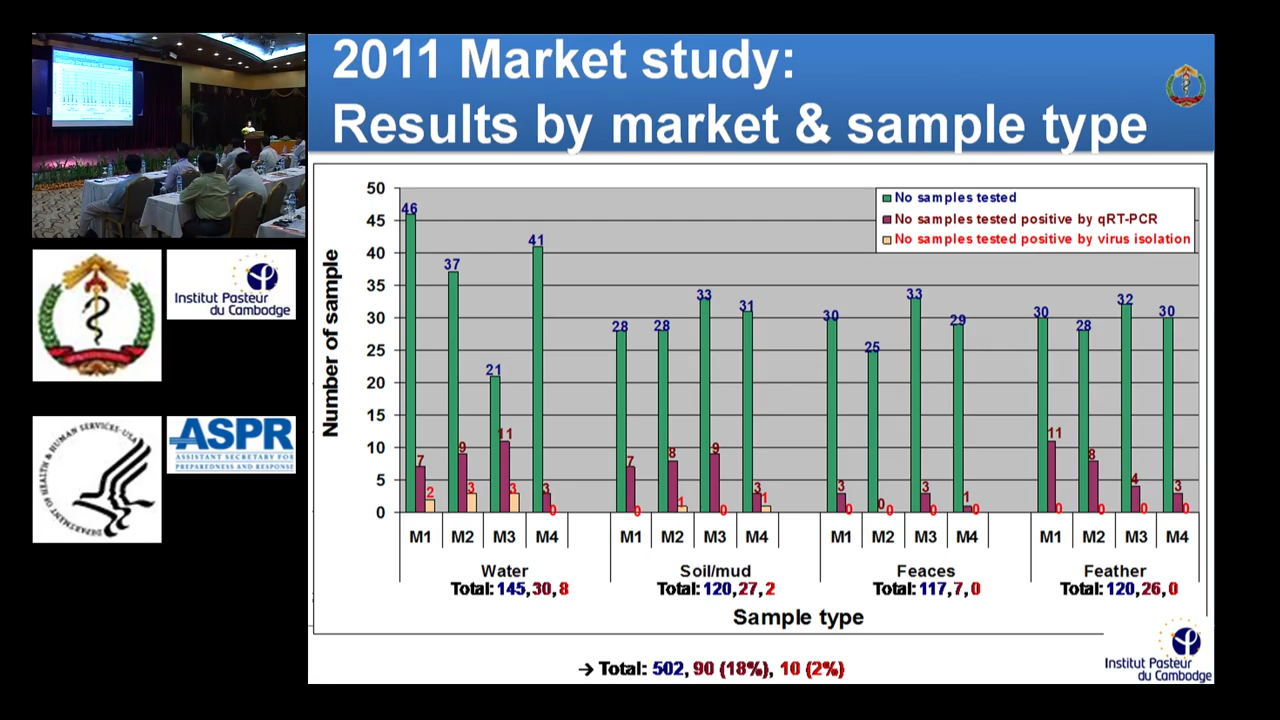 2011 Market study:
Results by market & sample type
Institut Pasteur
du Cambodge
DEPARTMENT OF HEALTH & HUMAN SERVICES·USA
ASPR
ASSISTANT SECRETARY FOR
PREPAREDNESS AND RESPONSE
No samples tested
No samples tested positive by qRT-PCR
No samples tested positive by virus isolation
Number of sample
50
45
40
35
30
25
20
15
10
5
0
46 7 2 37 9 3 21 11 3 41 3 0
28 7 0 28 8 1 33 9 0 31 3 1
30 3 0 25 0 0 33 3 0 29 1 0
30 11 0 28 8 0 32 4 0 30 3 0
M1 M2 M3 M4 M1 M2 M3 M4 M1 M2 M3 M4 M1 M2 M3 M4
Water Soil/mud Feaces Feather
Total: 145, 30, 8 Total: 120, 27, 2 Total: 117, 7, 0 Total: 120, 26, 0
Sample type
→ Total: 502, 90 (18%), 10 (2%)
Institut Pasteur
du Cambodge